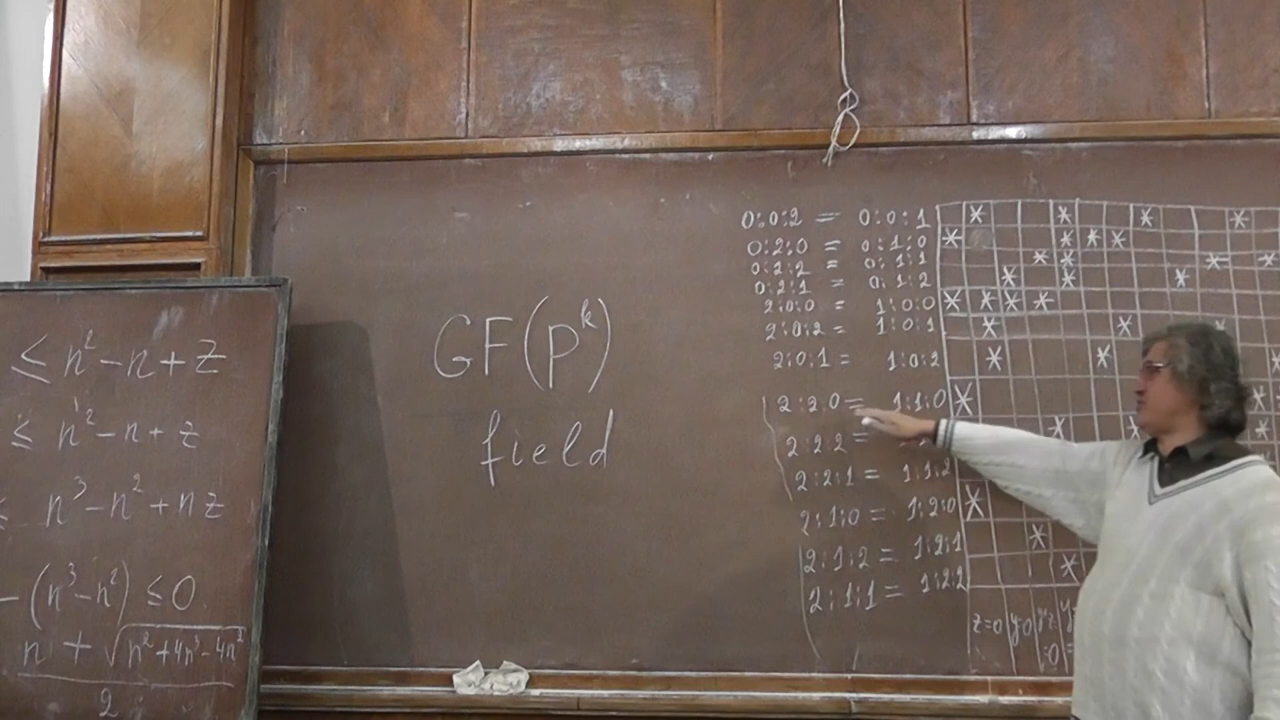 ≤ n² − n + z
≤ n² − n + z
≤ n³ − n² + nz
− (n³ − n²) ≤ 0
n + √(n² + 4n³ − 4n²)
2
GF(p^k)
field
0:0:2 = 0:0:1
0:2:0 = 0:1:0
0:2:2 = 0:1:1
0:2:1 = 0:1:2
2:0:0 = 1:0:0
2:0:2 = 1:0:1
2:0:1 = 1:0:2
2:2:0 = 1:1:0
2:2:2 =
2:2:1 = 1:1:2
2:1:0 = 1:2:0
2:1:2 = 1:2:1
2:1:1 = 1:2:2
z=0 y=0